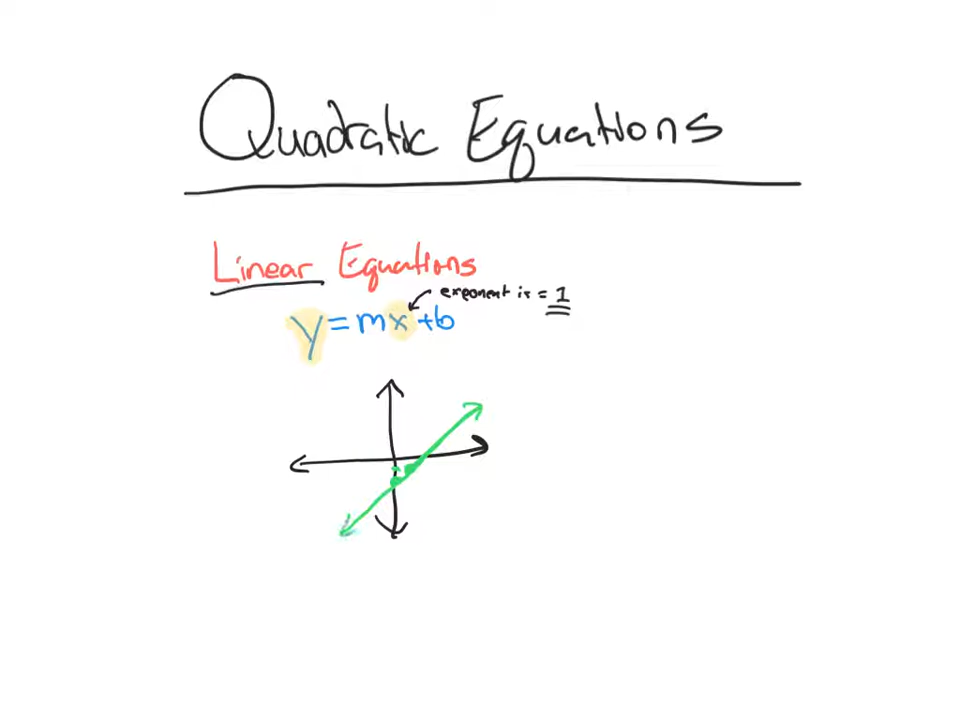 Quadratic Equations
Linear Equations
exponent is = 1
y = mx + b